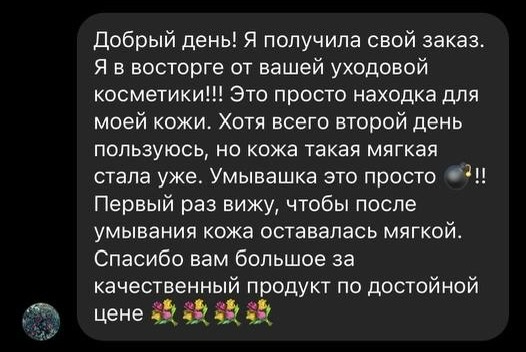 Добрый день! Я получила свой заказ.
Я в восторге от вашей уходовой
косметики!!! Это просто находка для
моей кожи. Хотя всего второй день
пользуюсь, но кожа такая мягкая
стала уже. Умывашка это просто 💣!!
Первый раз вижу, чтобы после
умывания кожа оставалась мягкой.
Спасибо вам большое за
качественный продукт по достойной
цене 💐💐💐💐